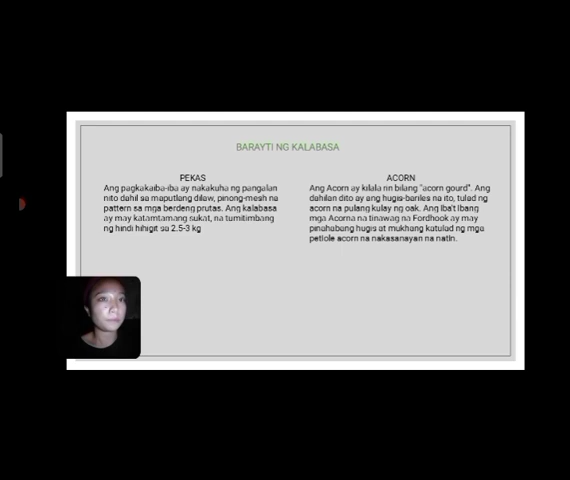 BARAYTI NG KALABASA
PEKAS
Ang pagkakaiba-iba ay nakakuha ng pangalan
nito dahil sa maputlang dilaw, pinong-mesh na
pattern sa mga berdeng prutas. Ang kalabasa
ay may katamtamang sukat, na tumitimbang
ng hindi hihigit sa 2.5-3 kg
ACORN
Ang Acorn ay kilala rin bilang "acorn gourd". Ang
dahilan dito ay ang hugis-bariles na ito, tulad ng
acorn na pulang kulay ng oak. Ang iba't ibang
mga Acorna na tinawag na Fordhook ay may
pinahabang hugis at mukhang katulad ng mga
petiole acorn na nakasanayan na natin.